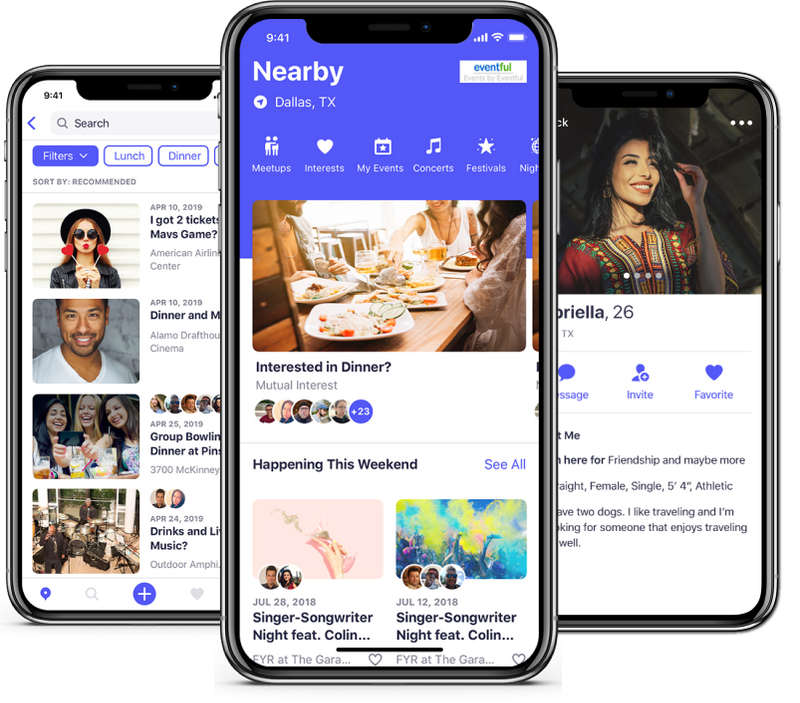 9:41
Search
Filters
Lunch
Dinner
SORT BY: RECOMMENDED
APR 10, 2019
I got 2 tickets
Mavs Game?
American Airlin
Center
APR 10, 2019
Dinner and M
Alamo Drafthou
Cinema
APR 25, 2019
Group Bowlin
Dinner at Pins
3700 McKinney
APR 24, 2019
Drinks and Li
Music?
Outdoor Amphi.
9:41
Nearby
eventful
Events by Eventful
Dallas, TX
Meetups
Interests
My Events
Concerts
Festivals
Nigh
Interested in Dinner?
Mutual Interest
+23
Happening This Weekend
See All
JUL 28, 2018
Singer-Songwriter
Night feat. Colin...
FYR at The Gara...
JUL 12, 2018
Singer-Songwriter
Night feat. Colin...
FYR at The Gara...
ck
briella, 26
TX
ssage
Invite
Favorite
t Me
here for Friendship and maybe more
raight, Female, Single, 5' 4", Athletic
ave two dogs. I like traveling and I'm
king for someone that enjoys traveling
well.